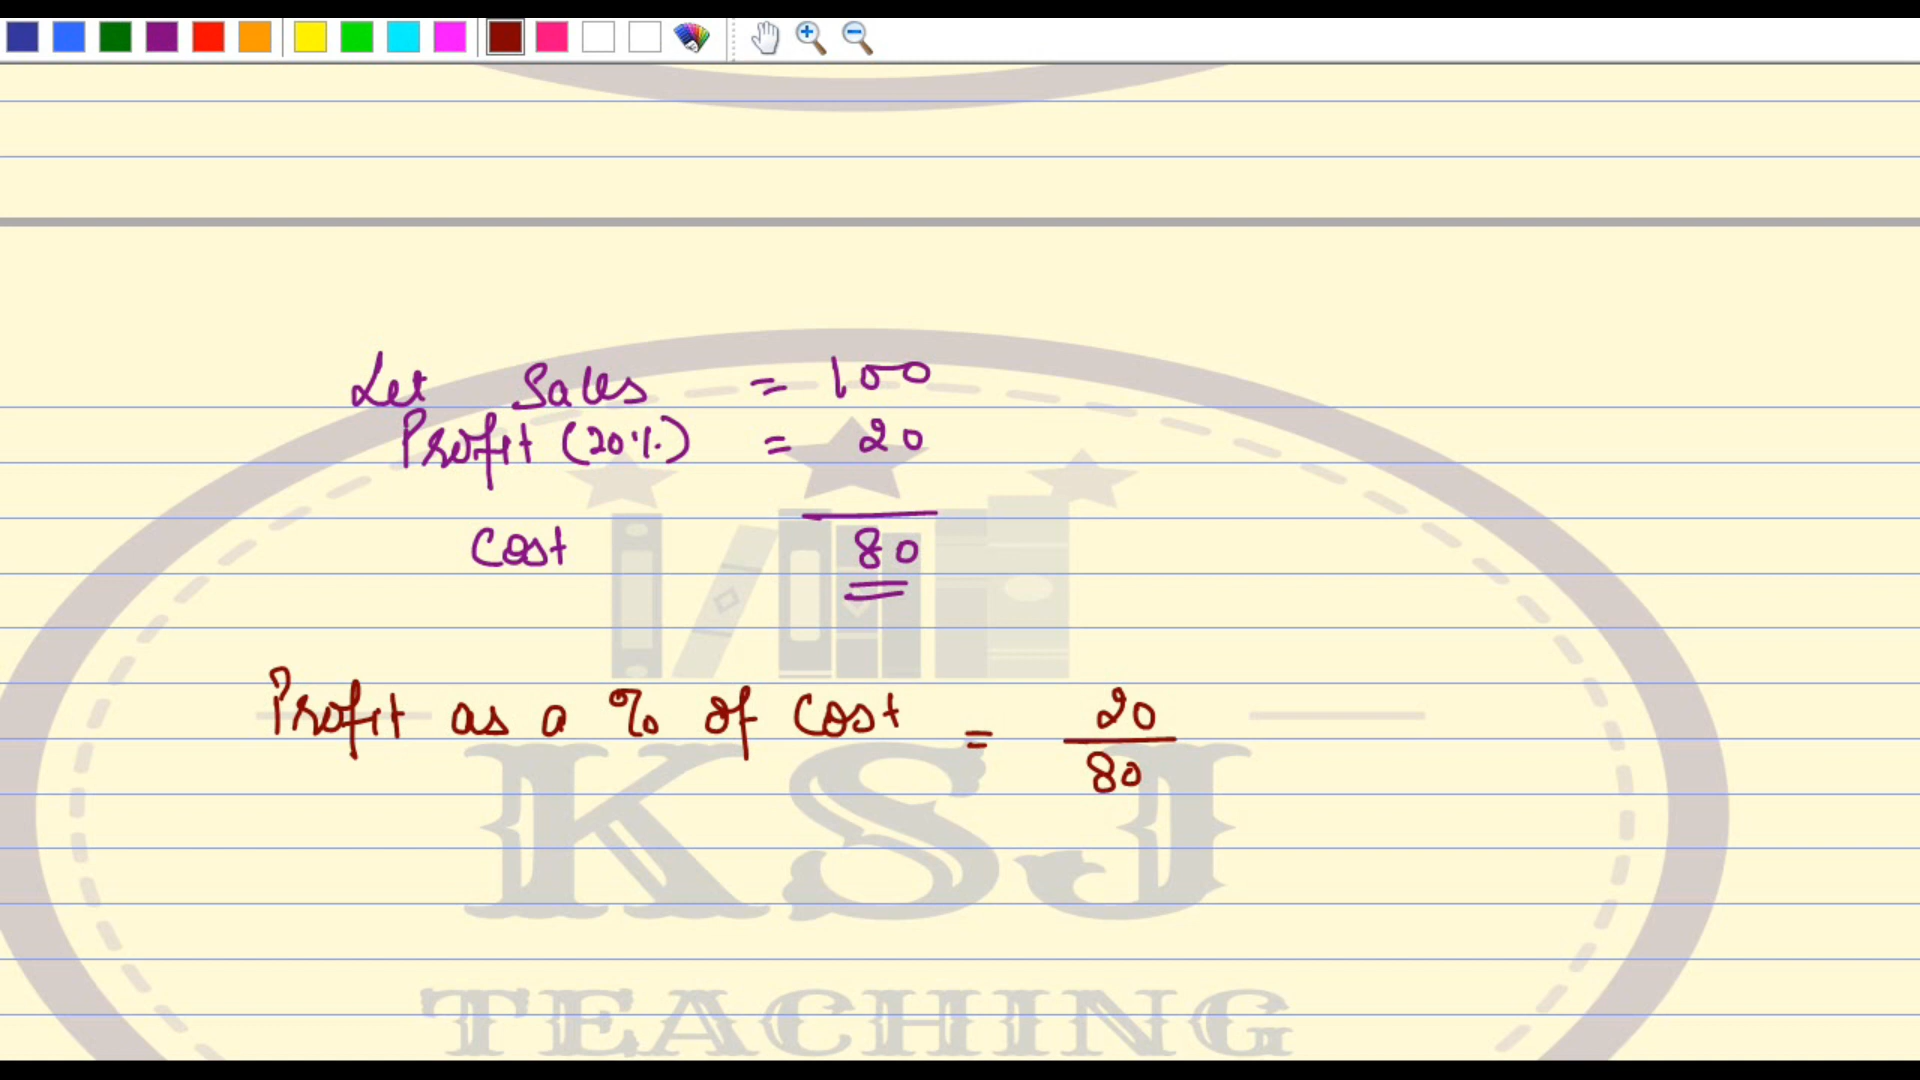 Let Sales = 100
Profit (20%) = 20
Cost 80
Profit as a % of Cost = 20
80
KSJ
TEACHING